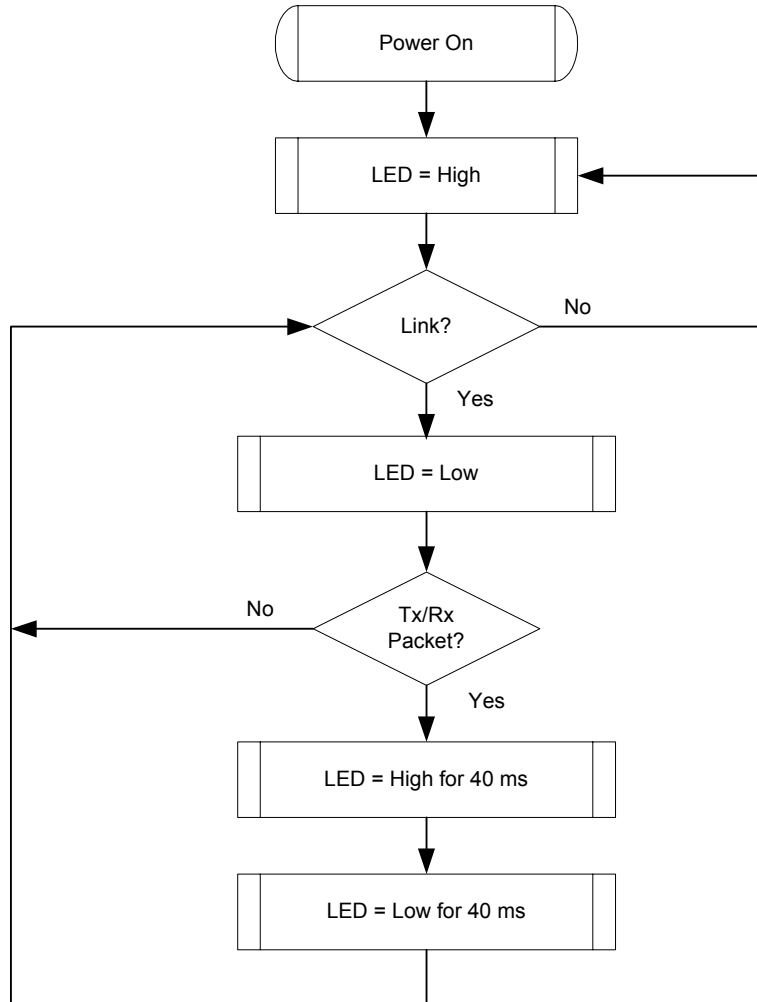 Power On
LED = High
Link?
No
Yes
LED = Low
No
Tx/Rx
Packet?
Yes
LED = High for 40 ms
LED = Low for 40 ms